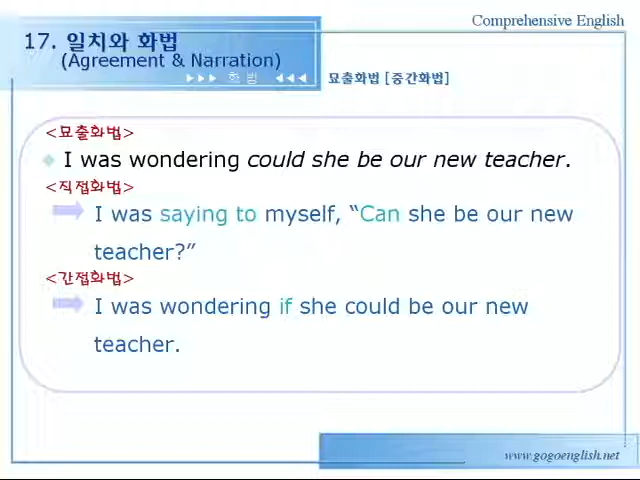 Comprehensive English
17. 일치와 화법
(Agreement & Narration)
▶▶▶ 화 법 ◀◀◀
묘출화법 [중간화법]
<묘출화법>
I was wondering could she be our new teacher.
<직접화법>
I was saying to myself, “Can she be our new
teacher?”
<간접화법>
I was wondering if she could be our new
teacher.
www.gogoenglish.net